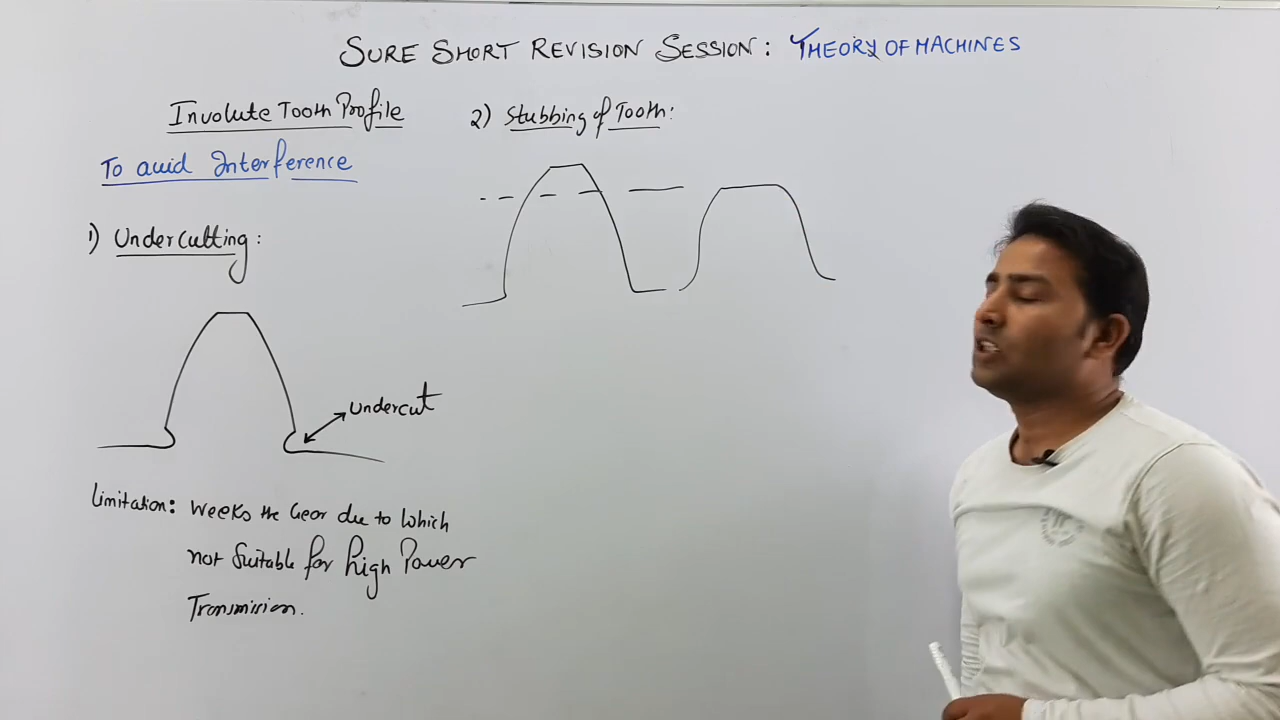 SURE SHORT REVISION SESSION: THEORY OF MACHINES
Involute Tooth Profile
To avoid Interference
1) Undercutting:
Undercut
Limitation: Weeks the Gear due to which
not Suitable for high Power
Transmission.
2) Stubbing of Tooth: